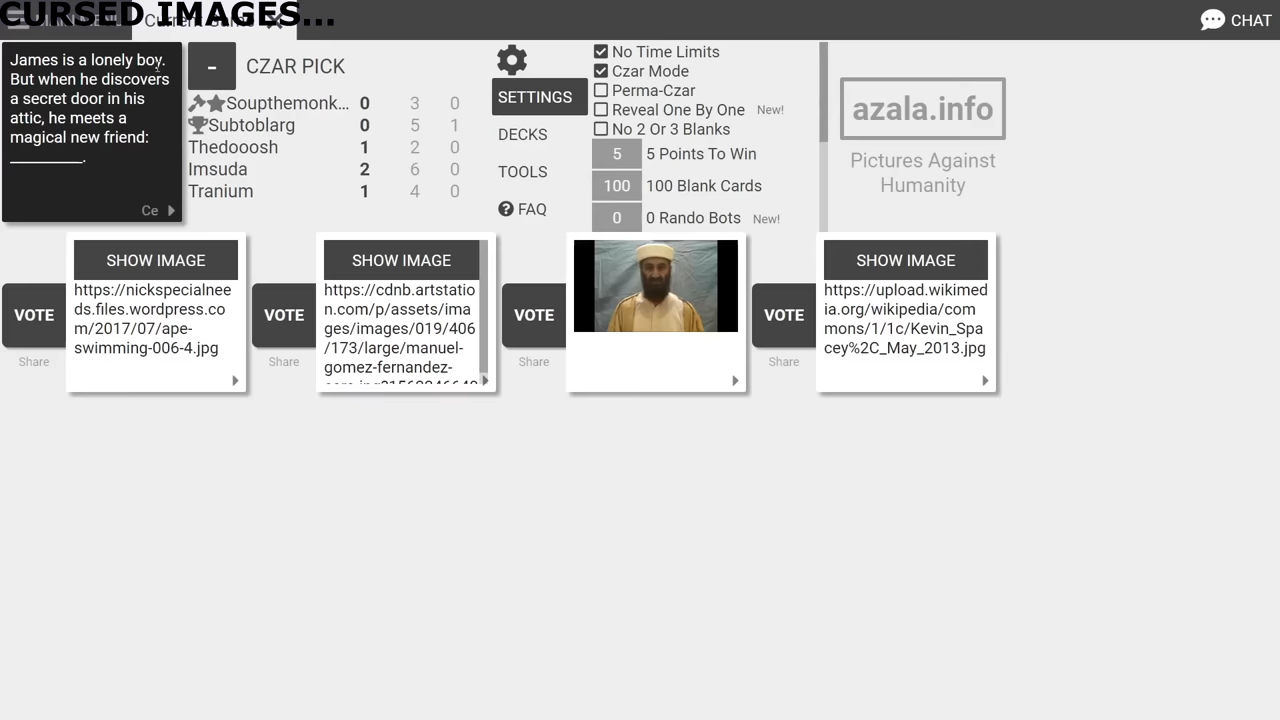 CURSED IMAGES...
CHAT
James is a lonely boy.
But when he discovers
a secret door in his
attic, he meets a
magical new friend:
__________.
Ce
-
CZAR PICK
Soupthemonk... 0 3 0
Subtoblarg 0 5 1
Thedooosh 1 2 0
Imsuda 2 6 0
Tranium 1 4 0
SETTINGS
DECKS
TOOLS
FAQ
No Time Limits
Czar Mode
Perma-Czar
Reveal One By One New!
No 2 Or 3 Blanks
5 5 Points To Win
100 100 Blank Cards
0 0 Rando Bots New!
azala.info
Pictures Against
Humanity
VOTE
Share
SHOW IMAGE
https://nickspecialnee
ds.files.wordpress.co
m/2017/07/ape-
swimming-006-4.jpg
VOTE
Share
SHOW IMAGE
https://cdnb.artstatio
n.com/p/assets/ima
ges/images/019/406
/173/large/manuel-
gomez-fernandez-
VOTE
Share
VOTE
Share
SHOW IMAGE
https://upload.wikimed
ia.org/wikipedia/com
mons/1/1c/Kevin_Spa
cey%2C_May_2013.jpg